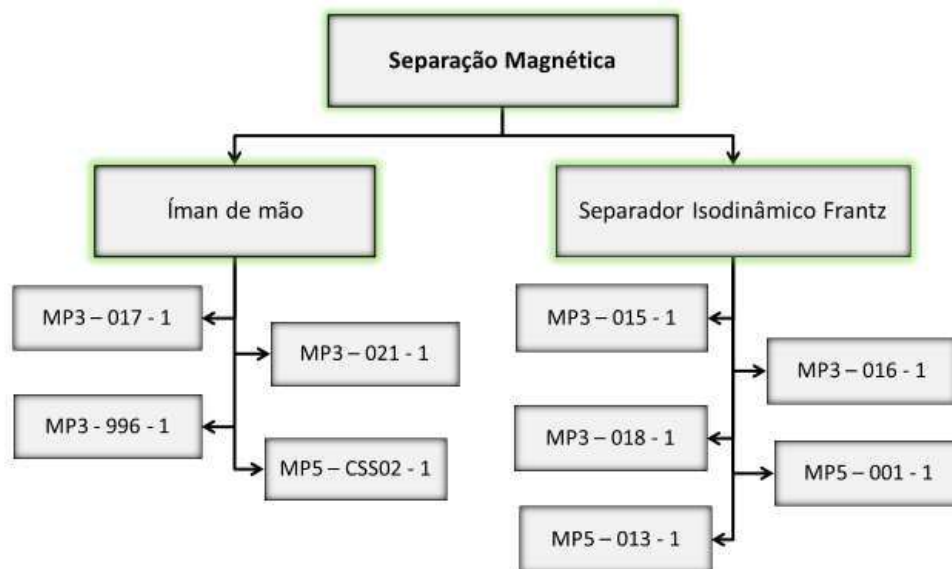 Separação Magnética
Íman de mão
Separador Isodinâmico Frantz
MP3 – 017 - 1
MP3 – 021 - 1
MP3 - 996 - 1
MP5 – CSS02 - 1
MP3 – 015 - 1
MP3 – 016 - 1
MP3 – 018 - 1
MP5 – 001 - 1
MP5 – 013 - 1